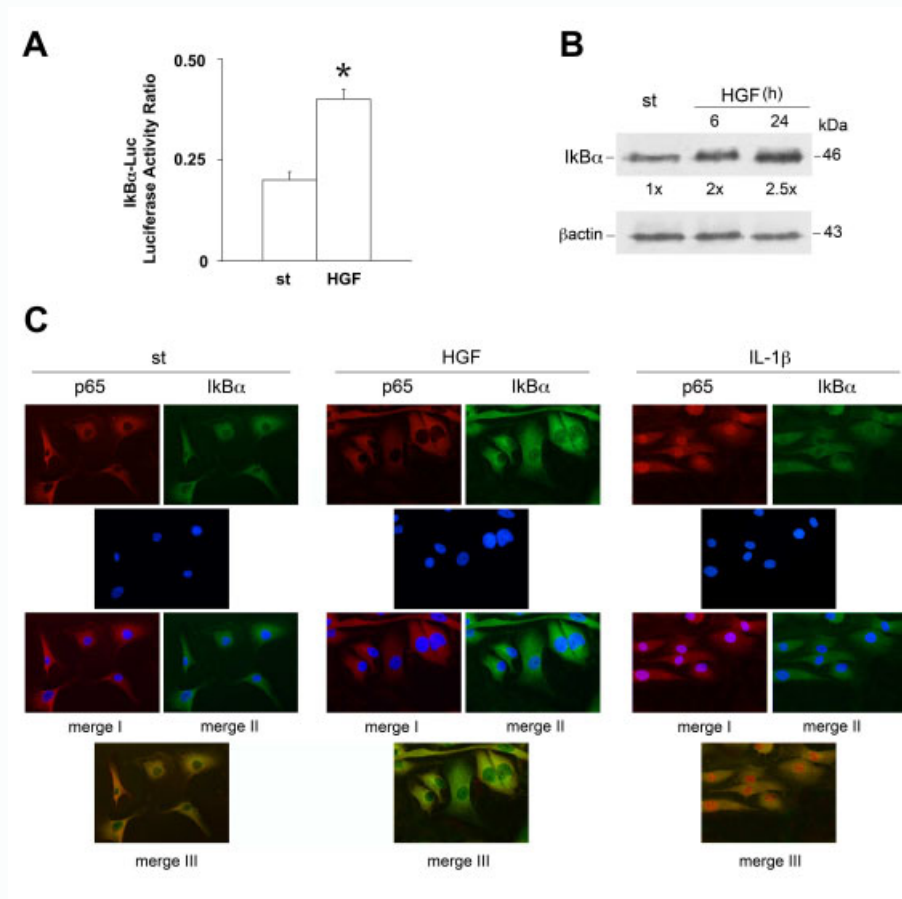 A
IkBα-Luc
Luciferase Activity Ratio
0.50
0.25
0
*
st HGF
B
st HGF (h)
6 24 kDa
IkBα 46
1x 2x 2.5x
βactin 43
C
st HGF IL-1β
p65 IkBα p65 IkBα p65 IkBα
merge I merge II merge I merge II merge I merge II
merge III merge III merge III